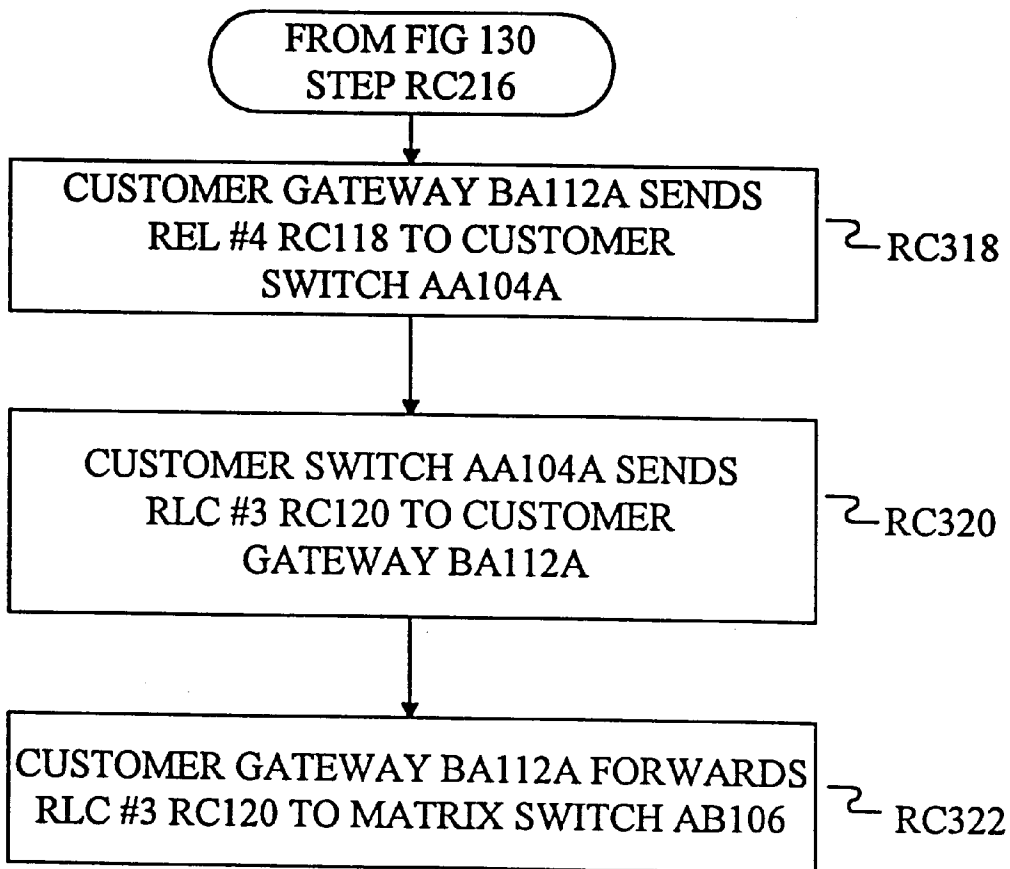 FROM FIG 130
STEP RC216
CUSTOMER GATEWAY BA112A SENDS
REL #4 RC118 TO CUSTOMER
SWITCH AA104A
RC318
CUSTOMER SWITCH AA104A SENDS
RLC #3 RC120 TO CUSTOMER
GATEWAY BA112A
RC320
CUSTOMER GATEWAY BA112A FORWARDS
RLC #3 RC120 TO MATRIX SWITCH AB106
RC322